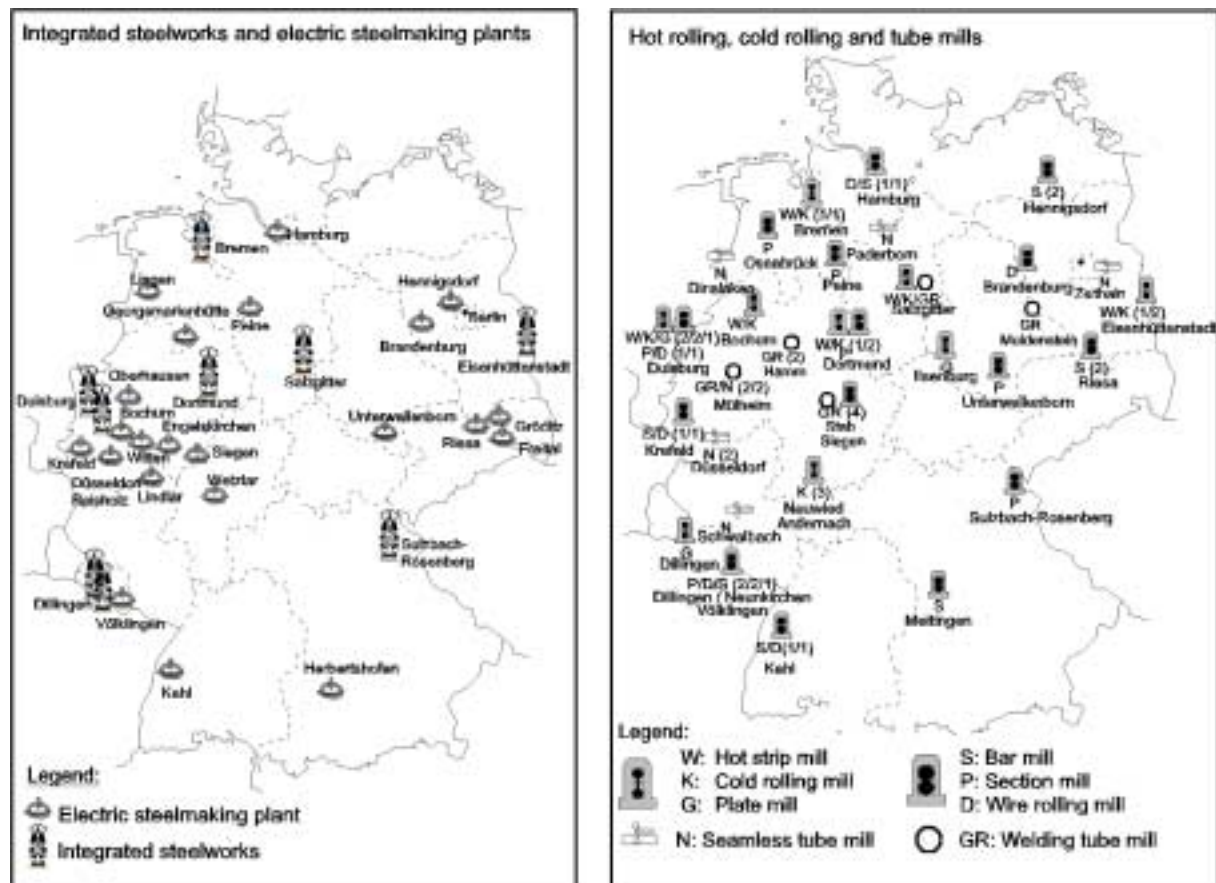 Integrated steelworks and electric steelmaking plants
Hamburg
Bremen
Lingen
Hennigsdorf
Georgsmarienhütte
Peine
Berlin
Brandenburg
Eisenhüttenstadt
Salzgitter
Oberhausen
Duisburg
Dortmund
Bochum
Unterwellenborn
Engelskirchen
Gröditz
Riesa
Freital
Krefeld
Witten
Siegen
Düsseldorf
Reisholz
Lindlar
Wetzlar
Sulzbach-
Rosenberg
Dillingen
Völklingen
Herbertshofen
Kehl
Legend:
Electric steelmaking plant
Integrated steelworks
Hot rolling, cold rolling and tube mills
D/S (1/1)
Hamburg
S (2)
Hennigsdorf
W/K (1/1)
Bremen
P
Osnabrück
N
Paderborn
P
Peine
N
Dinslaken
D
Brandenburg
N
Zeithain
W/K/GR
Salzgitter
W/K (1/2)
Eisenhüttenstadt
W/K
Bochum
GR
W/K/G (2/2/1)
P/D (1/1)
Duisburg
GR (2)
Hamm
W/K (1/2)
P
Dortmund
G
Ilsenburg
S (2)
Riesa
P
Unterwellenborn
GR/N (2/2)
Mülheim
GR (4)
Siegen
S/D (1/1)
Krefeld
N (2)
Düsseldorf
K (3)
Neuwied
Andernach
P
Sulzbach-Rosenberg
N
Schwalbach
G
Dillingen
P/D/S (2/2/1)
Dillingen / Neunkirchen
Völklingen
S
Meitingen
S/D(1/1)
Kehl
Legend:
W: Hot strip mill
K: Cold rolling mill
G: Plate mill
N: Seamless tube mill
S: Bar mill
P: Section mill
D: Wire rolling mill
GR: Welding tube mill